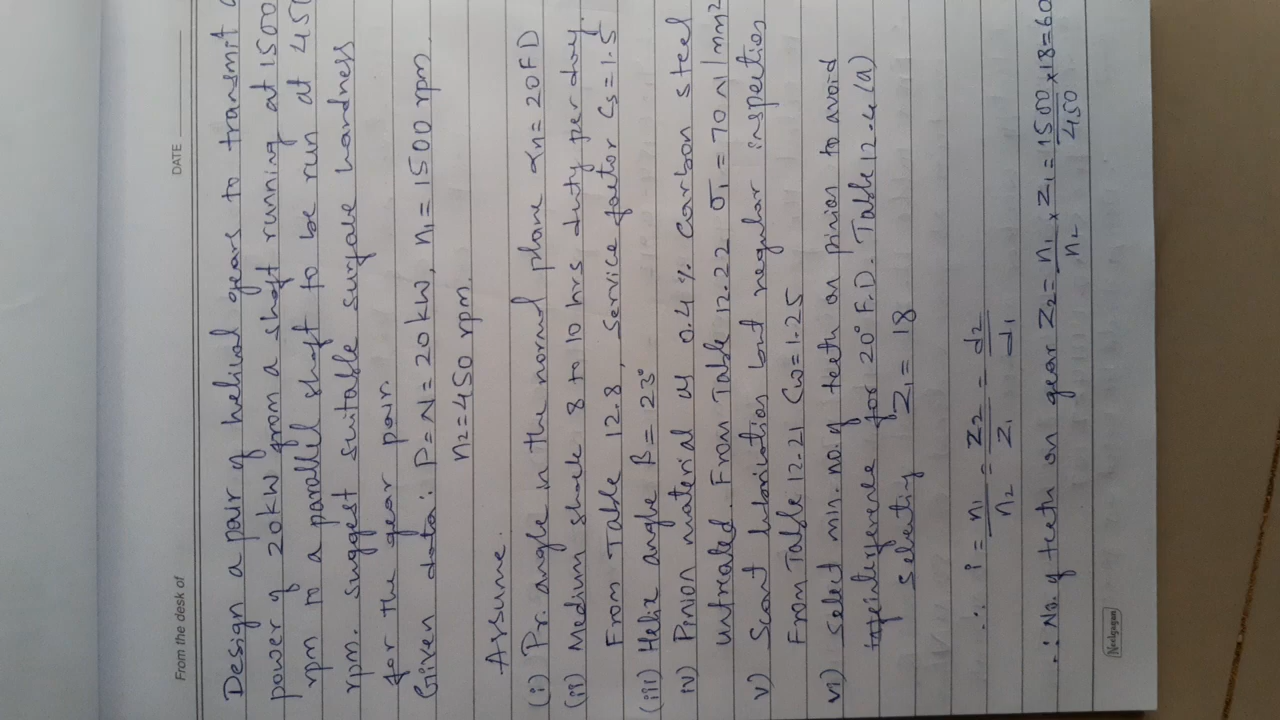 From the desk of DATE
Design a pair of helical gears to transmit a
power of 20kW from a shaft running at 1500
rpm to a parallel shaft to be run at 450
rpm. suggest suitable surface hardness
for the gear pair
Given data: P = N = 20kW, n₁ = 1500 rpm.
n₂ = 450 rpm.
Assume.
(i) Pr. angle in the normal plane αn = 20 FD
(ii) Medium shock 8 to 10 hrs duty per day.
From Table 12.8, service factor Cs = 1.5
(iii) Helix angle β = 23°
iv) Pinion material of 0.4 % carbon steel
untreated. From Table 12.22 σ₁ = 70 N/mm²
v) Scant lubrication but regular inspection
From Table 12.21 Cw = 1.25
vi) select min. no. of teeth on pinion to avoid
interference for 20° F.D. Table 12.4 (a)
selecting Z₁ = 18
∴ i = n₁/n₂ = Z₂/Z₁ = d₂/d₁
∴ No. of teeth on gear Z₂ = n₁/n₂ × Z₁ = 1500/450 × 18 = 60
Neelgagan